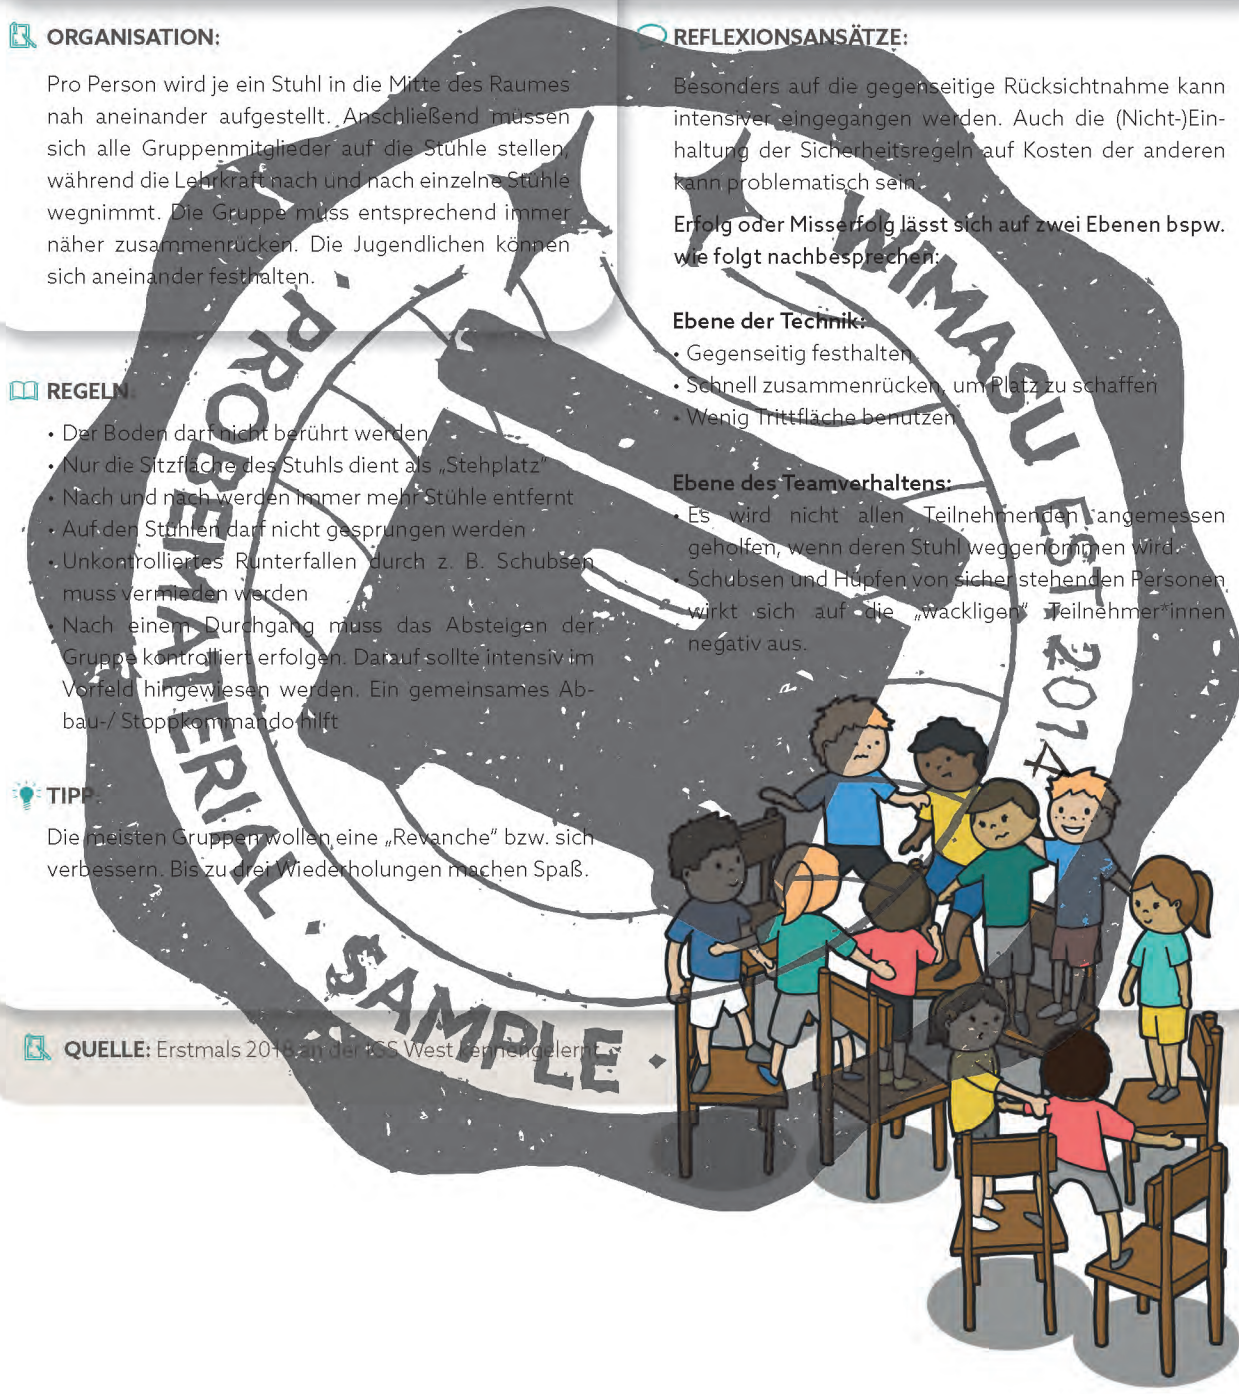 ORGANISATION:
Pro Person wird je ein Stuhl in die Mitte des Raumes
nah aneinander aufgestellt. Anschließend müssen
sich alle Gruppenmitglieder auf die Stühle stellen,
während die Lehrkraft nach und nach einzelne Stühle
wegnimmt. Die Gruppe muss entsprechend immer
näher zusammenrücken. Die Jugendlichen können
sich aneinander festhalten.
REGELN:
• Der Boden darf nicht berührt werden
• Nur die Sitzfläche des Stuhls dient als „Stehplatz“
• Nach und nach werden immer mehr Stühle entfernt
• Auf den Stühlen darf nicht gesprungen werden
• Unkontrolliertes Runterfallen durch z. B. Schubsen
muss vermieden werden
• Nach einem Durchgang muss das Absteigen der
Gruppe kontrolliert erfolgen. Darauf sollte intensiv im
Vorfeld hingewiesen werden. Ein gemeinsames Ab-
bau-/ Stoppkommando hilft
TIPP:
Die meisten Gruppen wollen eine „Revanche“ bzw. sich
verbessern. Bis zu drei Wiederholungen machen Spaß.
REFLEXIONSANSÄTZE:
Besonders auf die gegenseitige Rücksichtnahme kann
intensiver eingegangen werden. Auch die (Nicht-)Ein-
haltung der Sicherheitsregeln auf Kosten der anderen
kann problematisch sein.
Erfolg oder Misserfolg lässt sich auf zwei Ebenen bspw.
wie folgt nachbesprechen:
Ebene der Technik:
• Gegenseitig festhalten
• Schnell zusammenrücken, um Platz zu schaffen
• Wenig Trittfläche benutzen
Ebene des Teamverhaltens:
• Es wird nicht allen Teilnehmenden angemessen
geholfen, wenn deren Stuhl weggenommen wird.
• Schubsen und Hüpfen von sicher stehenden Personen
wirkt sich auf die „wackligen“ Teilnehmer*innen
negativ aus.
QUELLE: Erstmals 2018 an der IGS West kennengelernt
WIMASU EST 2014
PROBEMATERIAL · SAMPLE ·